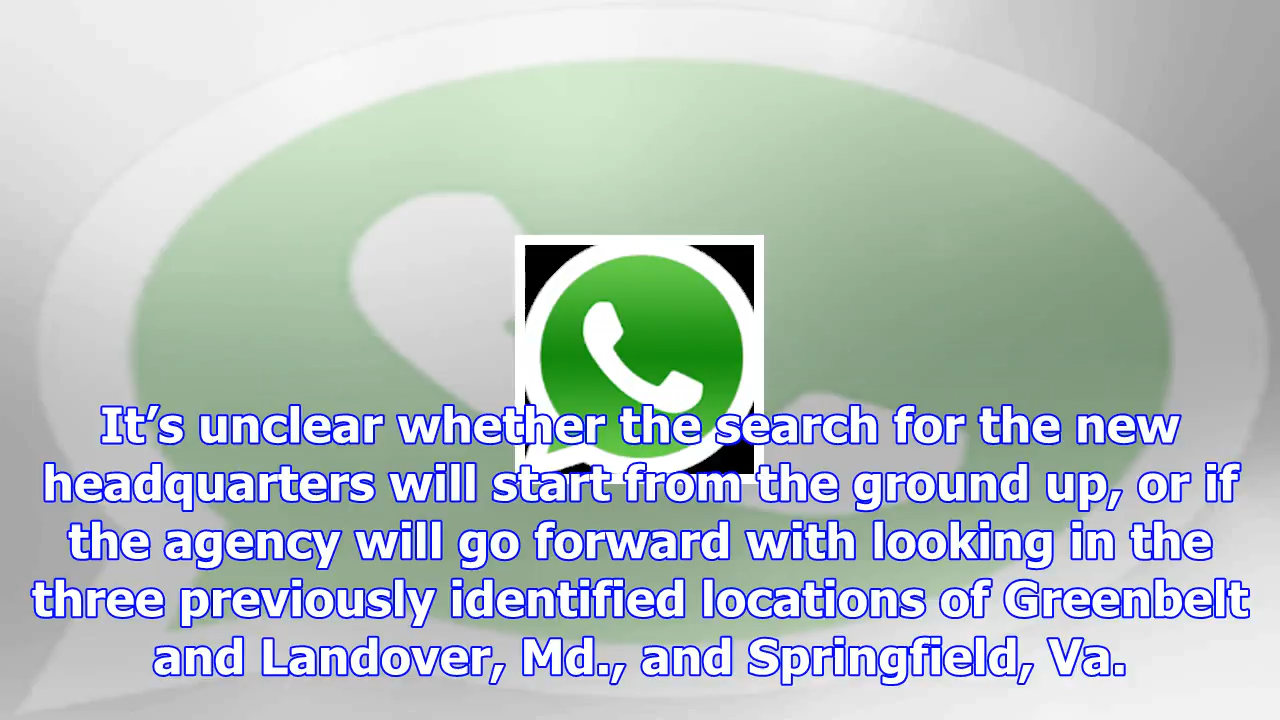 It’s unclear whether the search for the new
headquarters will start from the ground up, or if
the agency will go forward with looking in the
three previously identified locations of Greenbelt
and Landover, Md., and Springfield, Va.